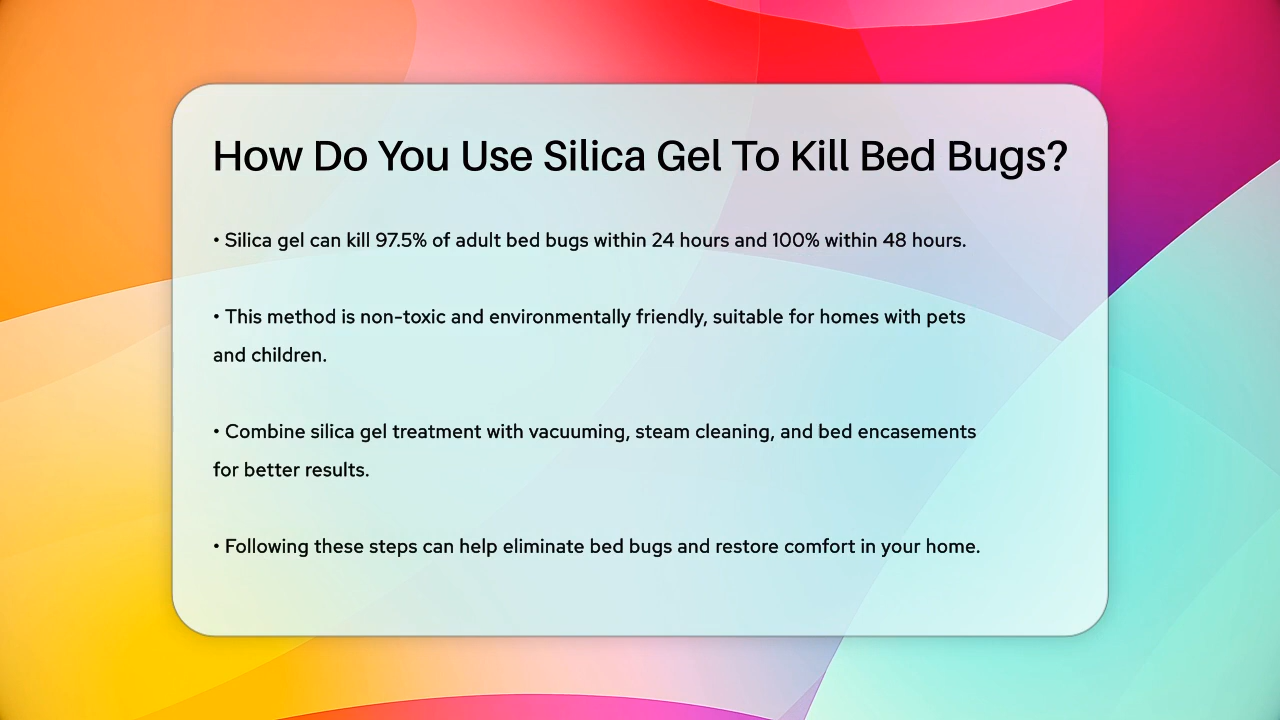 How Do You Use Silica Gel To Kill Bed Bugs?
• Silica gel can kill 97.5% of adult bed bugs within 24 hours and 100% within 48 hours.
• This method is non-toxic and environmentally friendly, suitable for homes with pets
and children.
• Combine silica gel treatment with vacuuming, steam cleaning, and bed encasements
for better results.
• Following these steps can help eliminate bed bugs and restore comfort in your home.